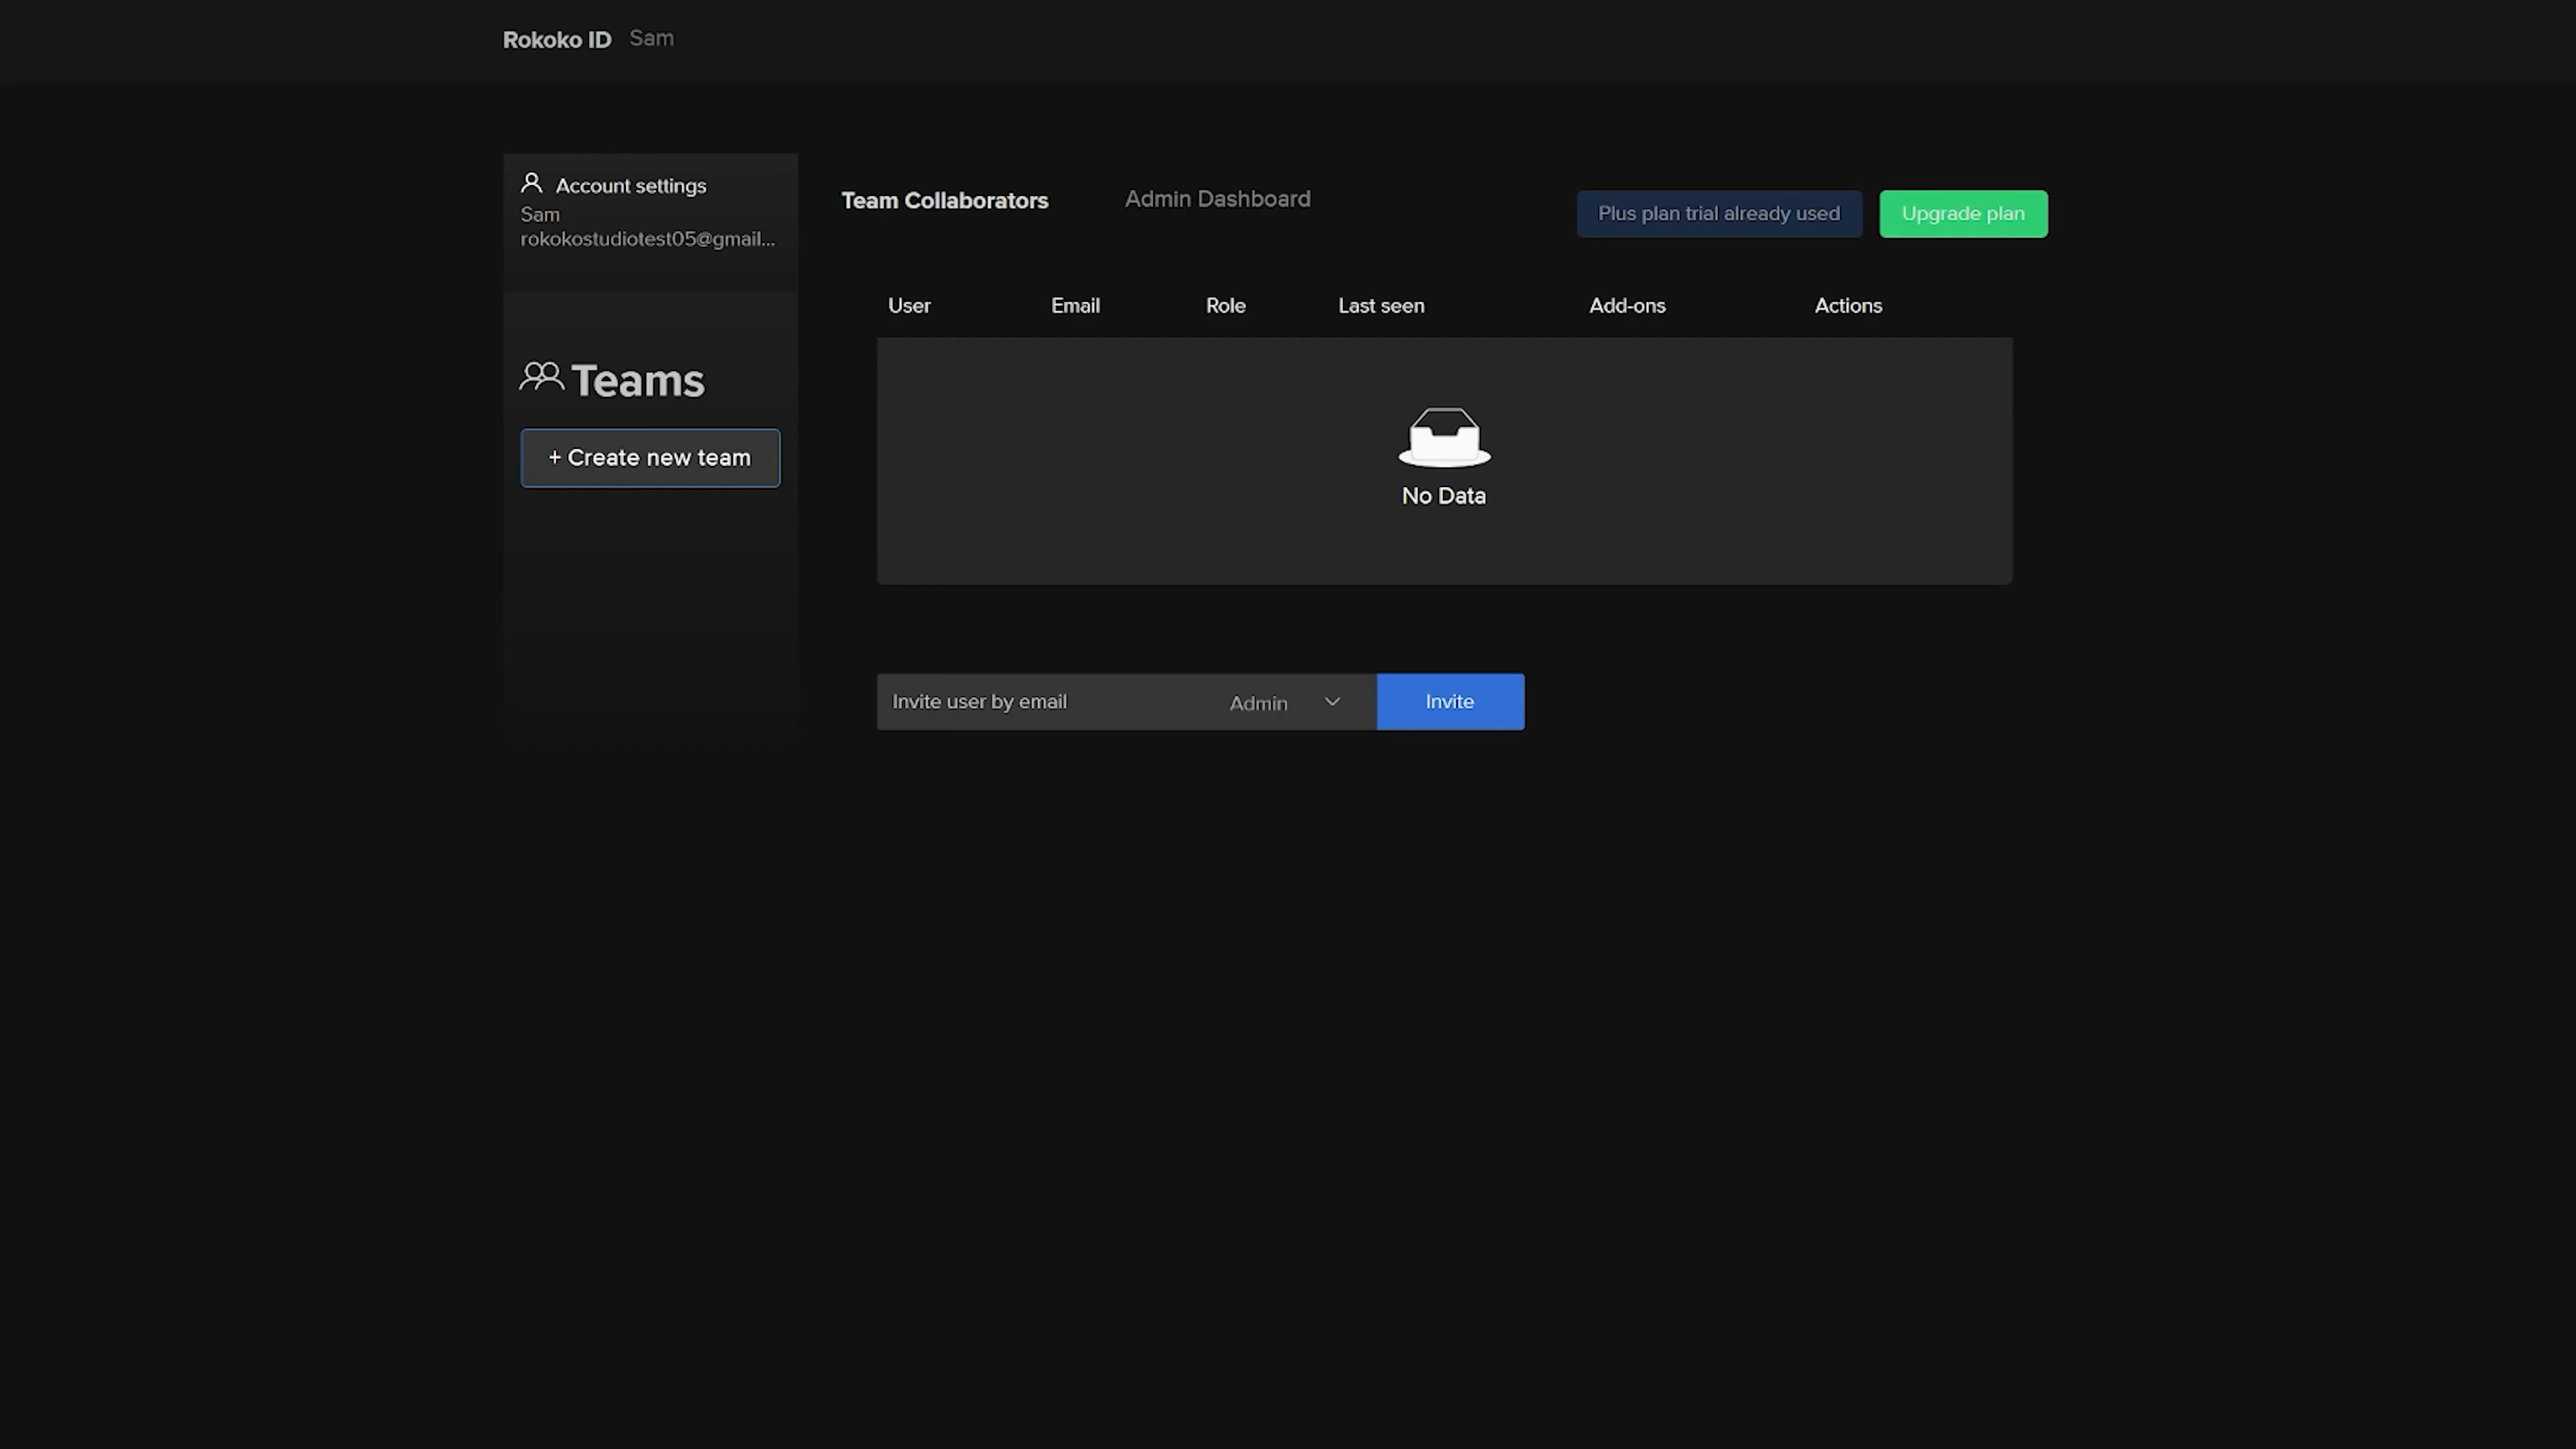 Rokoko ID Sam
Account settings
Sam
rokokostudiotest05@gmail...
Teams
+ Create new team
Team Collaborators Admin Dashboard
Plus plan trial already used Upgrade plan
User Email Role Last seen Add-ons Actions
No Data
Invite user by email Admin Invite